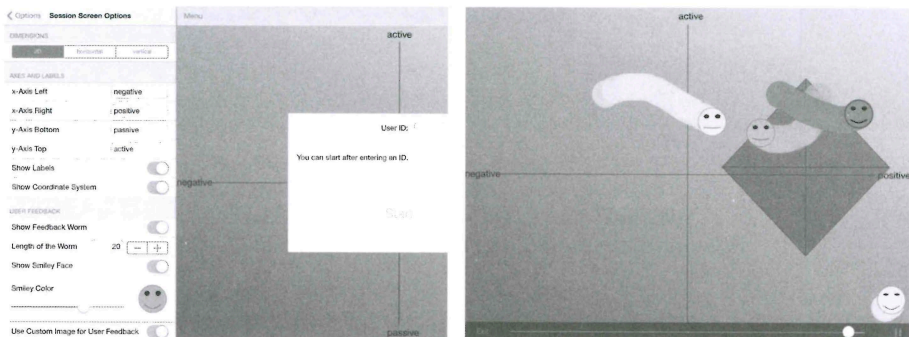 Options Session Screen Options
DIMENSIONS
2D horizontal vertical
AXES AND LABELS
x-Axis Left negative
x-Axis Right positive
y-Axis Bottom passive
y-Axis Top active
Show Labels
Show Coordinate System
USER FEEDBACK
Show Feedback Worm
Length of the Worm 20 - +
Show Smiley Face
Smiley Color
Use Custom Image for User Feedback
Menu
active
User ID:
You can start after entering an ID.
negative
Start
passive
active
negative
positive
Exit